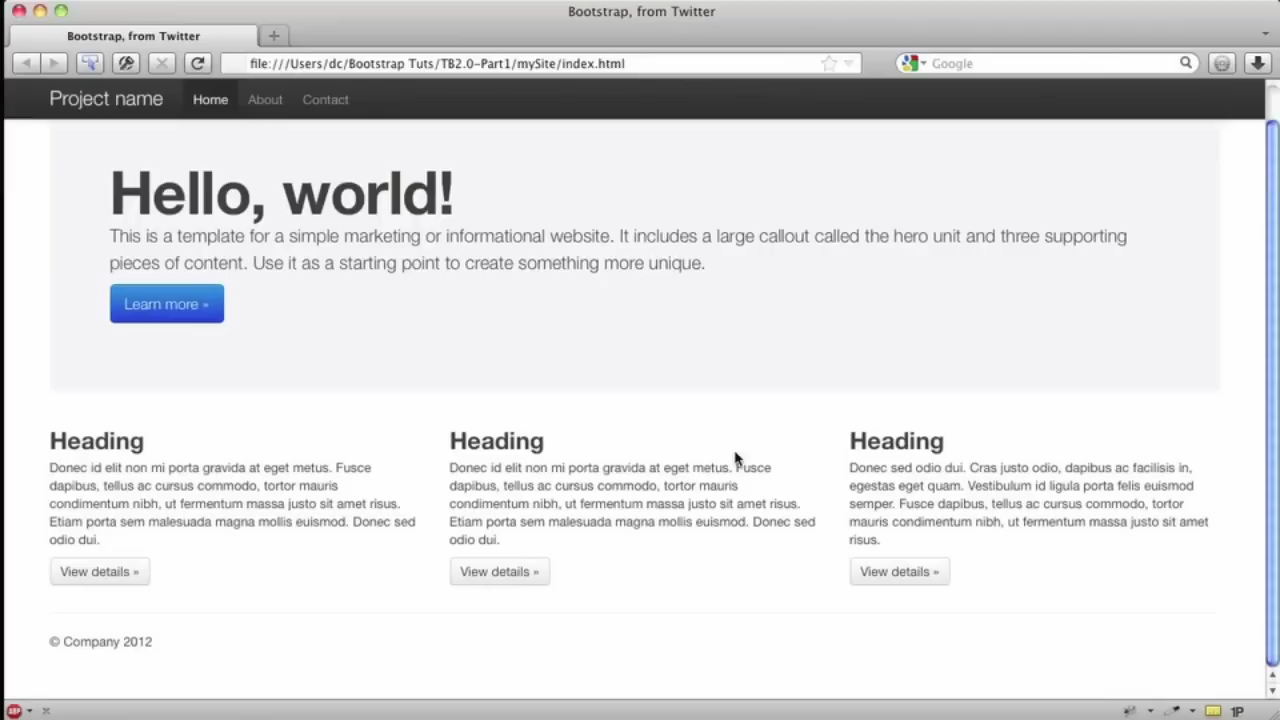 Bootstrap, from Twitter
Bootstrap, from Twitter
file:///Users/dc/Bootstrap Tuts/TB2.0-Part1/mySite/index.html
Google
Project name
Home
About
Contact
Hello, world!
This is a template for a simple marketing or informational website. It includes a large callout called the hero unit and three supporting
pieces of content. Use it as a starting point to create something more unique.
Learn more »
Heading
Donec id elit non mi porta gravida at eget metus. Fusce
dapibus, tellus ac cursus commodo, tortor mauris
condimentum nibh, ut fermentum massa justo sit amet risus.
Etiam porta sem malesuada magna mollis euismod. Donec sed
odio dui.
View details »
Heading
Donec id elit non mi porta gravida at eget metus. Fusce
dapibus, tellus ac cursus commodo, tortor mauris
condimentum nibh, ut fermentum massa justo sit amet risus.
Etiam porta sem malesuada magna mollis euismod. Donec sed
odio dui.
View details »
Heading
Donec sed odio dui. Cras justo odio, dapibus ac facilisis in,
egestas eget quam. Vestibulum id ligula porta felis euismod
semper. Fusce dapibus, tellus ac cursus commodo, tortor
mauris condimentum nibh, ut fermentum massa justo sit amet
risus.
View details »
© Company 2012
ABP
1P